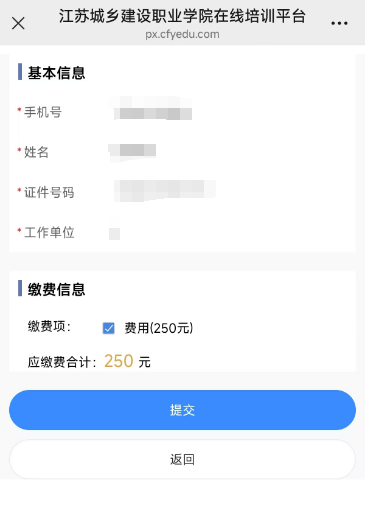 江苏城乡建设职业学院在线培训平台
px.cfyedu.com
基本信息
*手机号
*姓名
*证件号码
*工作单位
缴费信息
缴费项：费用(250元)
应缴费合计：250 元
提交
返回